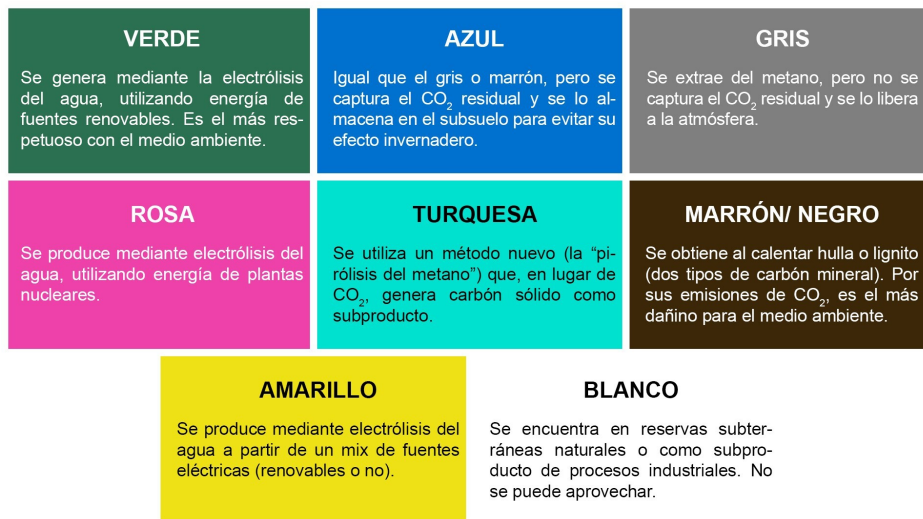 VERDE
Se genera mediante la electrólisis
del agua, utilizando energía de
fuentes renovables. Es el más res-
petuoso con el medio ambiente.
AZUL
Igual que el gris o marrón, pero se
captura el CO₂ residual y se lo al-
macena en el subsuelo para evitar su
efecto invernadero.
GRIS
Se extrae del metano, pero no se
captura el CO₂ residual y se lo libera
a la atmósfera.
ROSA
Se produce mediante electrólisis del
agua, utilizando energía de plantas
nucleares.
TURQUESA
Se utiliza un método nuevo (la “pi-
rólisis del metano”) que, en lugar de
CO₂, genera carbón sólido como
subproducto.
MARRÓN/ NEGRO
Se obtiene al calentar hulla o lignito
(dos tipos de carbón mineral). Por
sus emisiones de CO₂, es el más
dañino para el medio ambiente.
AMARILLO
Se produce mediante electrólisis del
agua a partir de un mix de fuentes
eléctricas (renovables o no).
BLANCO
Se encuentra en reservas subter-
ráneas naturales o como subpro-
ducto de procesos industriales. No
se puede aprovechar.